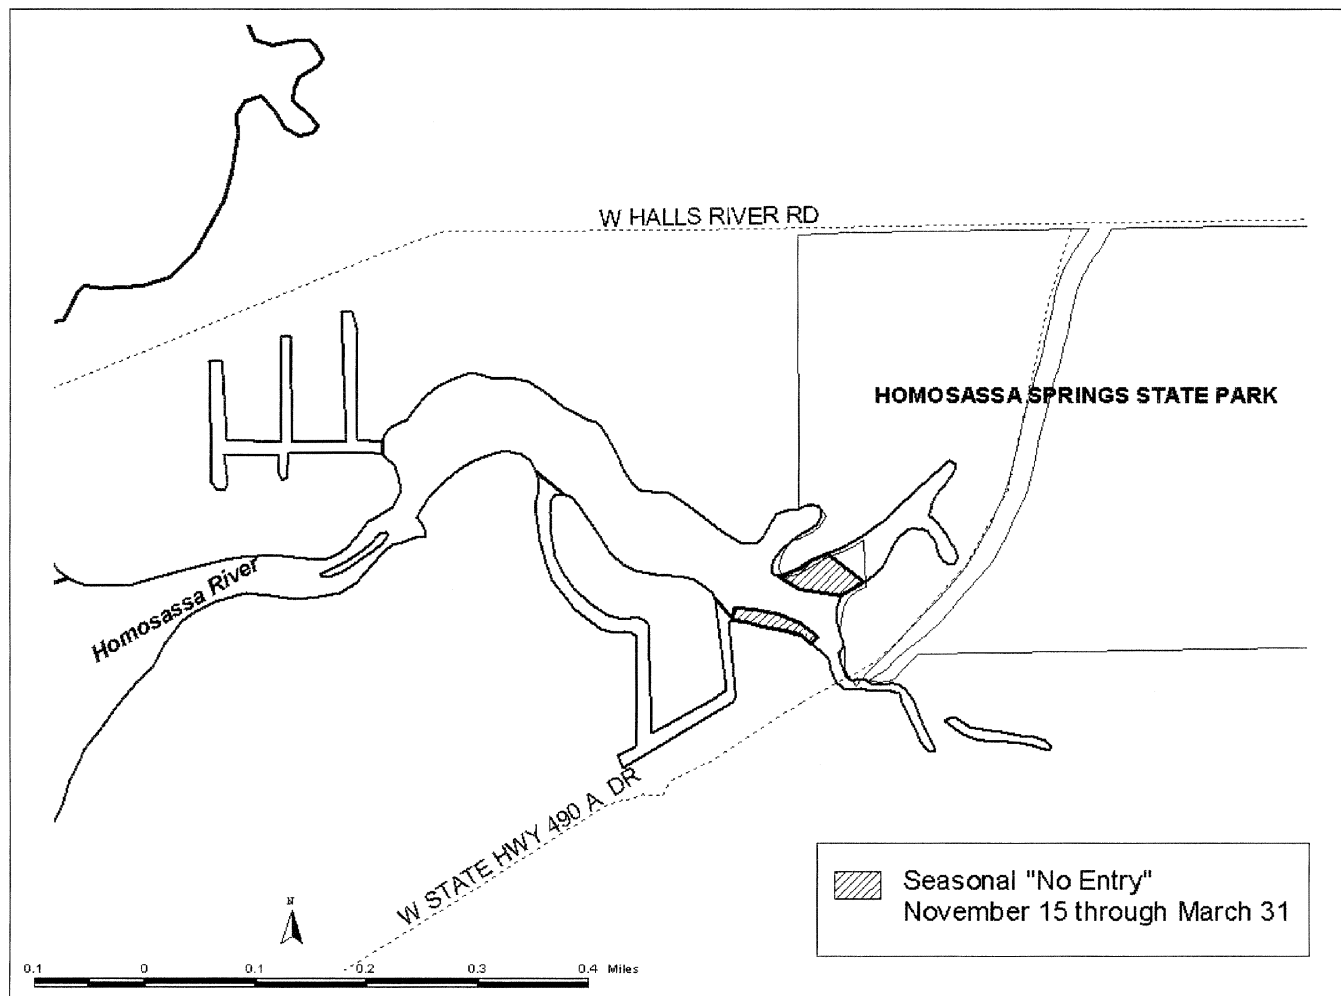 W HALLS RIVER RD
HOMOSASSA SPRINGS STATE PARK
Homosassa River
W STATE HWY 490 A DR
Seasonal "No Entry"
November 15 through March 31
N
0.1 0 0.1 0.2 0.3 0.4 Miles